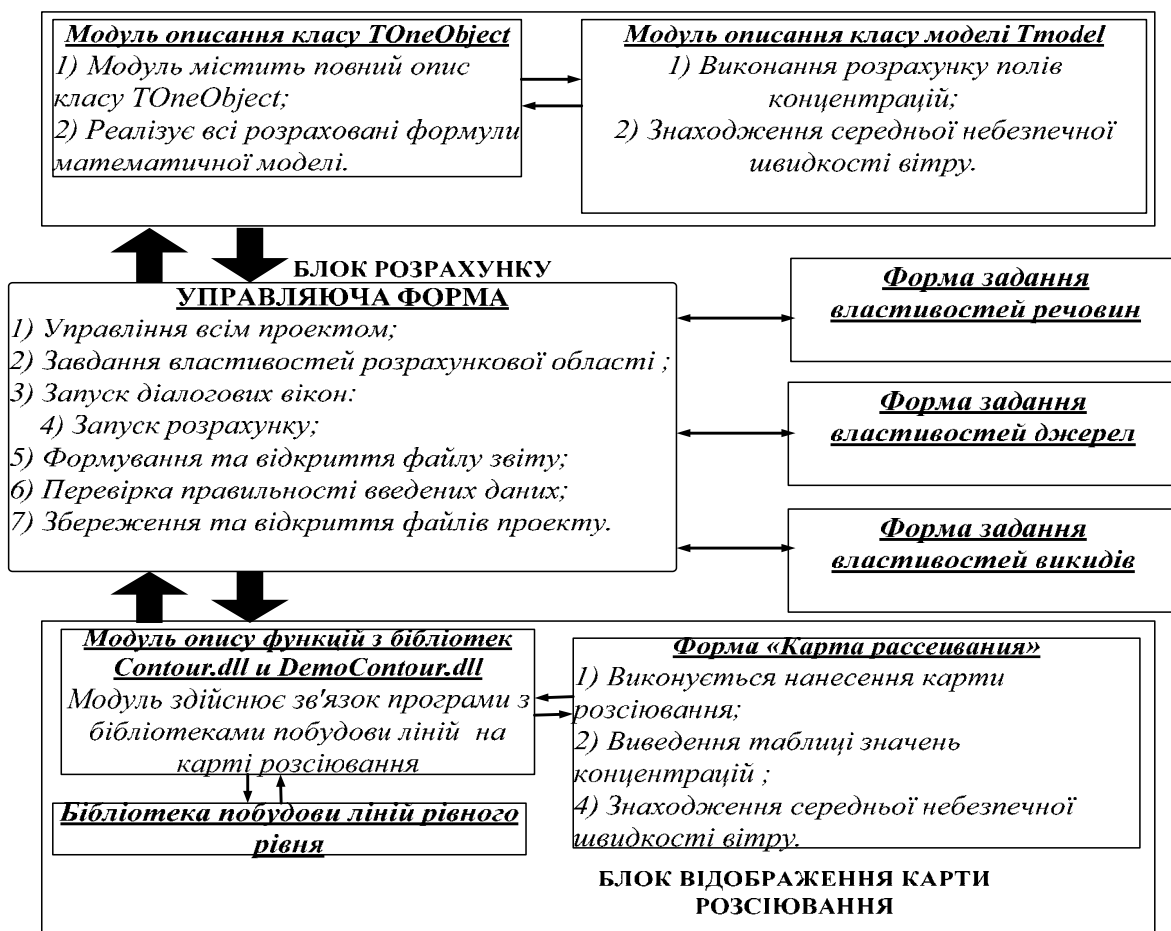 Модуль описання класу TOneObject
1) Модуль містить повний опис
класу TOneObject;
2) Реалізує всі розраховані формули
математичної моделі.
Модуль описання класу моделі Tmodel
1) Виконання розрахунку полів
концентрацій;
2) Знаходження середньої небезпечної
швидкості вітру.
БЛОК РОЗРАХУНКУ
УПРАВЛЯЮЧА ФОРМА
1) Управління всім проектом;
2) Завдання властивостей розрахункової області ;
3) Запуск діалогових вікон:
4) Запуск розрахунку;
5) Формування та відкриття файлу звіту;
6) Перевірка правильності введених даних;
7) Збереження та відкриття файлів проекту.
Форма задання
властивостей речовин
Форма задання
властивостей джерел
Форма задання
властивостей викидів
Модуль опису функцій з бібліотек
Contour.dll и DemoContour.dll
Модуль здійснює зв'язок програми з
бібліотеками побудови ліній на
карті розсіювання
Бібліотека побудови ліній рівного
рівня
Форма «Карта рассеивания»
1) Виконується нанесення карти
розсіювання;
2) Виведення таблиці значень
концентрацій ;
4) Знаходження середньої небезпечної
швидкості вітру.
БЛОК ВІДОБРАЖЕННЯ КАРТИ
РОЗСІЮВАННЯ